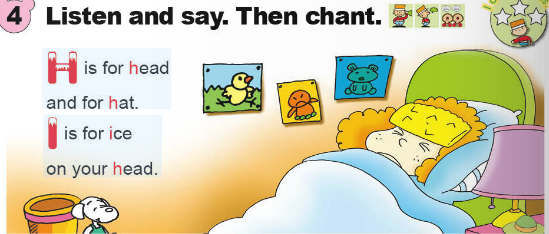 4 Listen and say. Then chant.
H is for head
and for hat.
I is for ice
on your head.